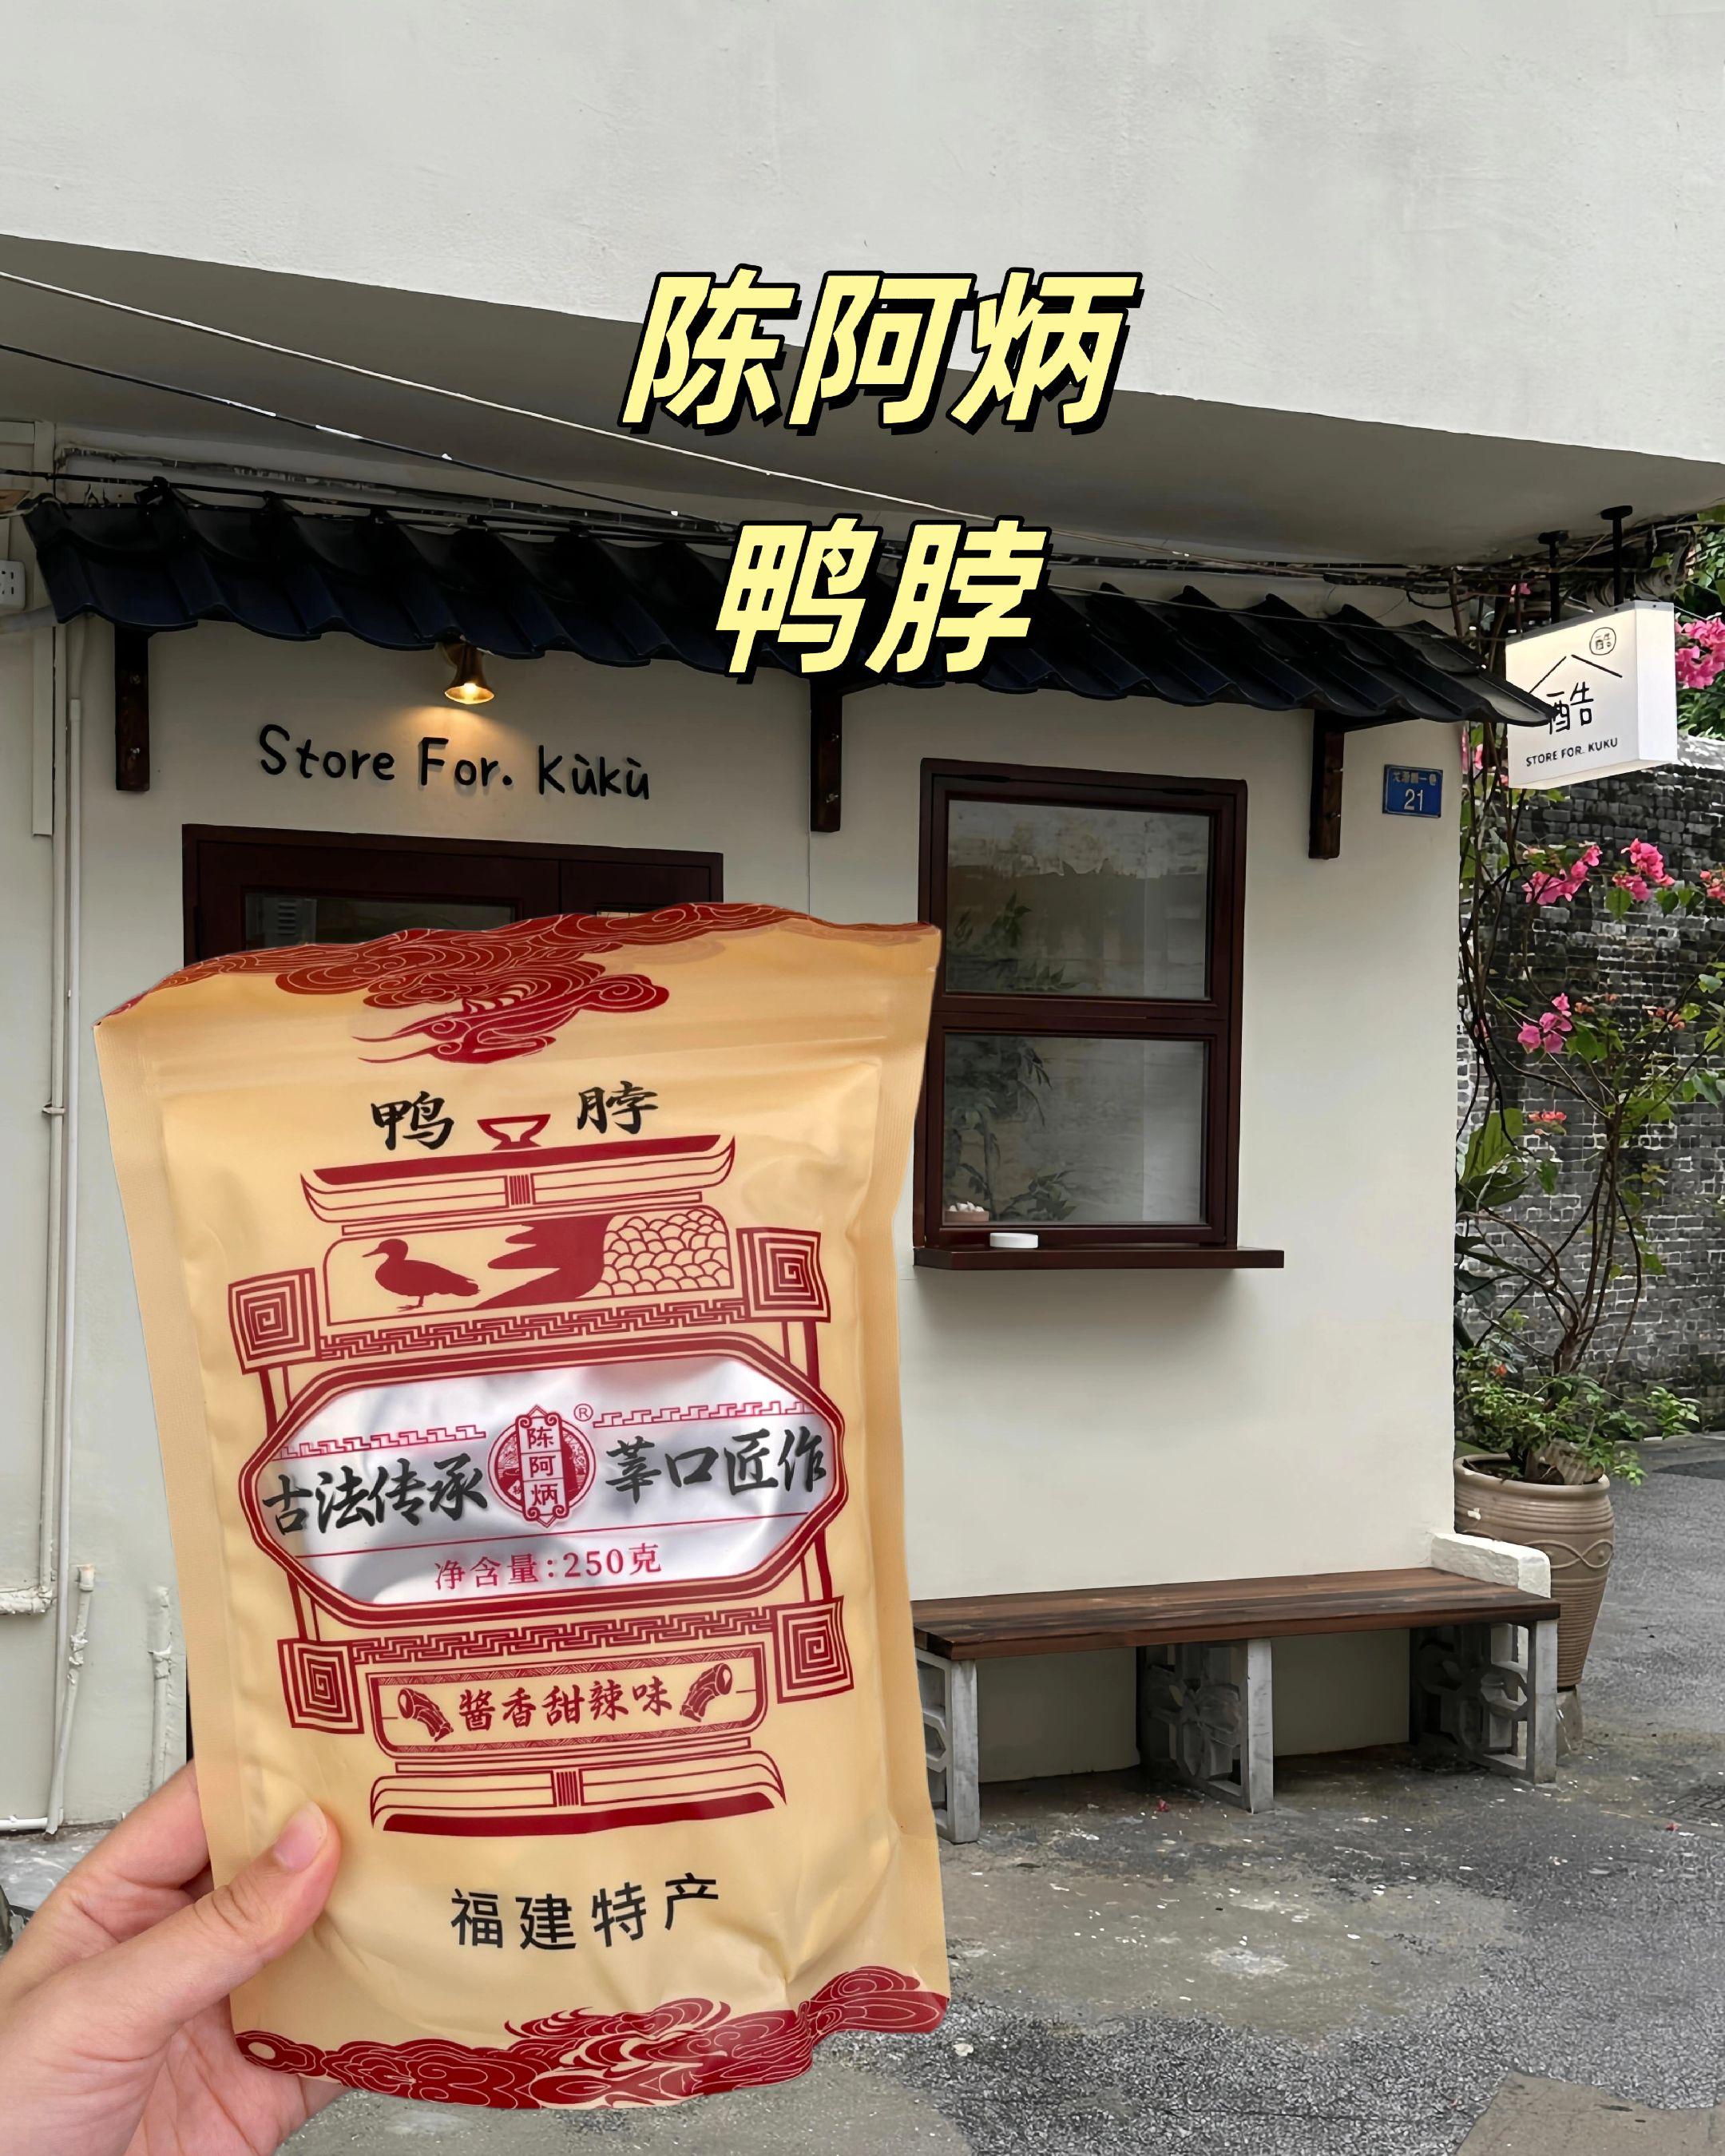 陈阿炳
鸭脖
Store For. Kùkù
酷
酷
STORE FOR. KUKU
21
鸭脖
古法传承
陈阿炳
®
莘口匠作
净含量:250克
酱香甜辣味
福建特产